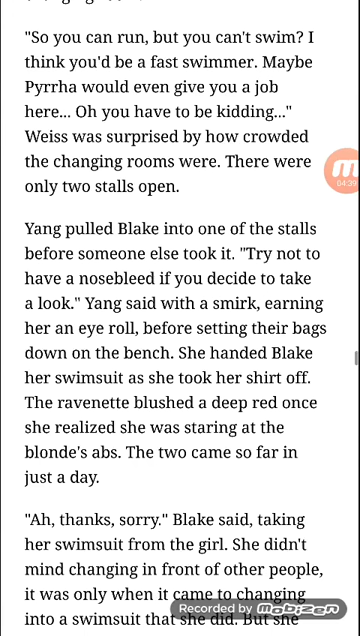 "So you can run, but you can't swim? I
think you'd be a fast swimmer. Maybe
Pyrrha would even give you a job
here... Oh you have to be kidding..."
Weiss was surprised by how crowded
the changing rooms were. There were
only two stalls open.
04:39
Yang pulled Blake into one of the stalls
before someone else took it. "Try not to
have a nosebleed if you decide to take
a look." Yang said with a smirk, earning
her an eye roll, before setting their bags
down on the bench. She handed Blake
her swimsuit as she took her shirt off.
The ravenette blushed a deep red once
she realized she was staring at the
blonde's abs. The two came so far in
just a day.
"Ah, thanks, sorry." Blake said, taking
her swimsuit from the girl. She didn't
mind changing in front of other people,
it was only when it came to changing
Recorded by mobizen
into a swimsuit that she did. But she